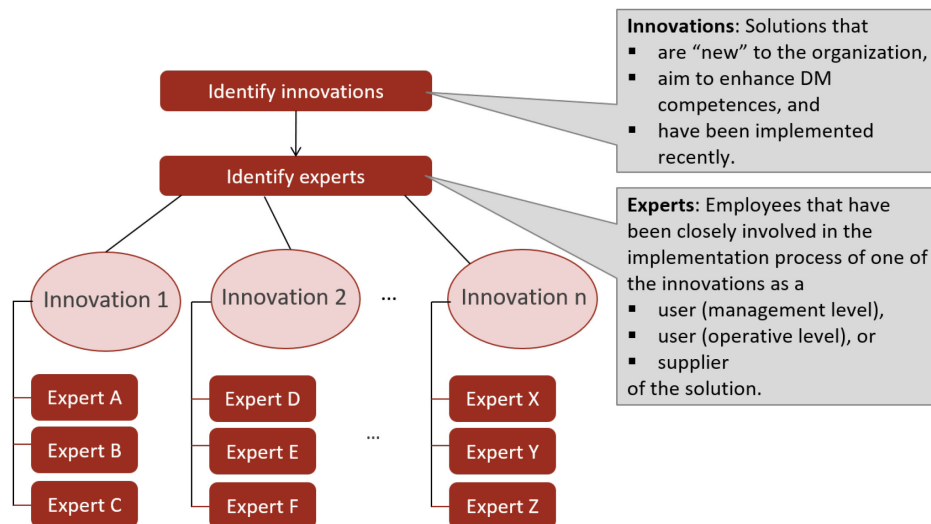 Innovations: Solutions that
▪ are “new” to the organization,
▪ aim to enhance DM
competences, and
▪ have been implemented
recently.
Identify innovations
Identify experts
Experts: Employees that have
been closely involved in the
implementation process of one of
the innovations as a
▪ user (management level),
▪ user (operative level), or
▪ supplier
of the solution.
Innovation 1
Innovation 2
...
Innovation n
Expert A
Expert D
Expert X
Expert B
Expert E
...
Expert Y
Expert C
Expert F
Expert Z